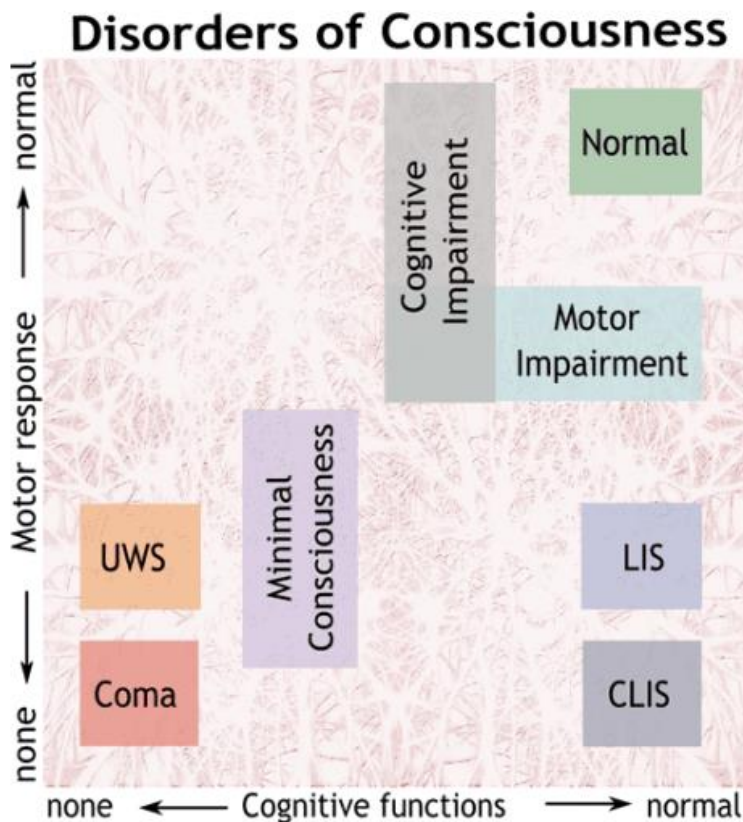 Disorders of Consciousness
normal
Motor response
none
Cognitive
Impairment
Normal
Motor
Impairment
Minimal
Consciousness
UWS
LIS
Coma
CLIS
none
Cognitive functions
normal